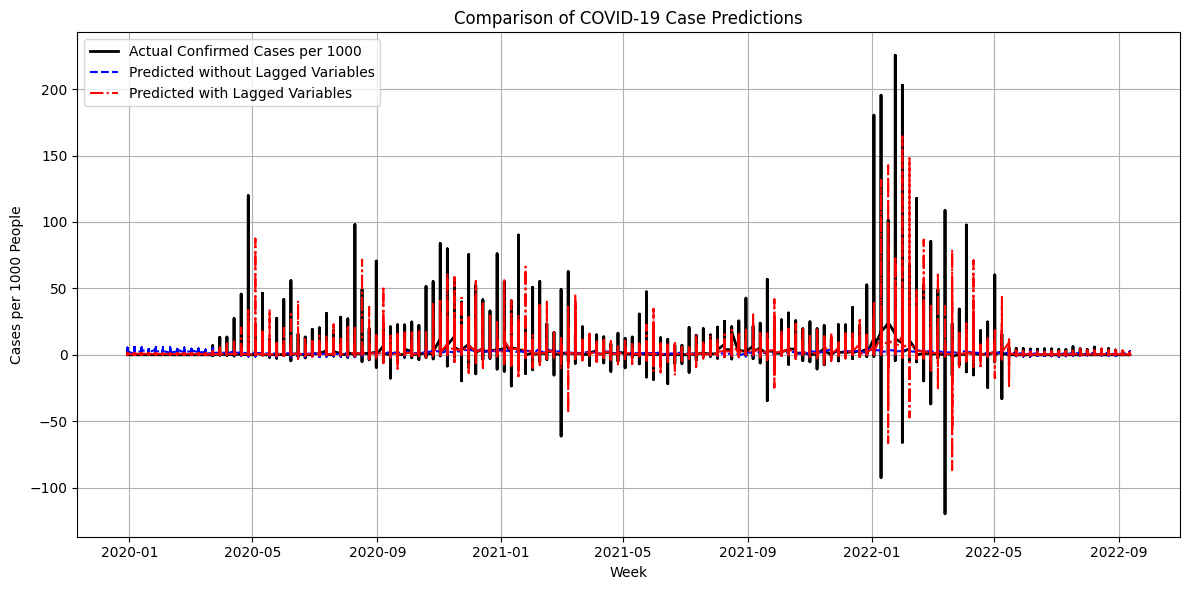 Comparison of COVID-19 Case Predictions
Actual Confirmed Cases per 1000
Predicted without Lagged Variables
Predicted with Lagged Variables
Cases per 1000 People
200
150
100
50
0
−50
−100
2020-01
2020-05
2020-09
2021-01
2021-05
2021-09
2022-01
2022-05
2022-09
Week